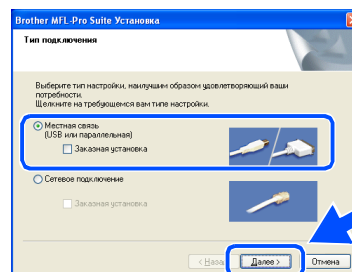 Brother MFL-Pro Suite Установка
Тип подключения
Выберите тип настройки, наилучшим образом удовлетворяющий ваши
потребности.
Щелкните на требующемся вам типе настройки.
Местная связь
(USB или параллельная)
Заказная установка
Сетевое подключение
Заказная установка
Далее >
Отмена